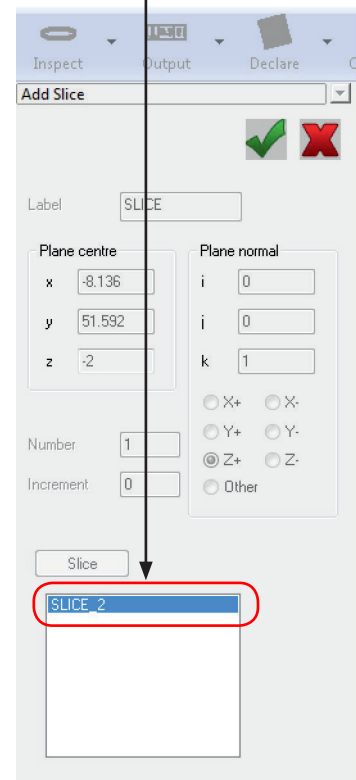 Inspect Output Declare
Add Slice
Label SLICE
Plane centre
x -8.136
y 51.592
z -2
Plane normal
i 0
j 0
k 1
X+ X-
Y+ Y-
Z+ Z-
Other
Number 1
Increment 0
Slice
SLICE_2